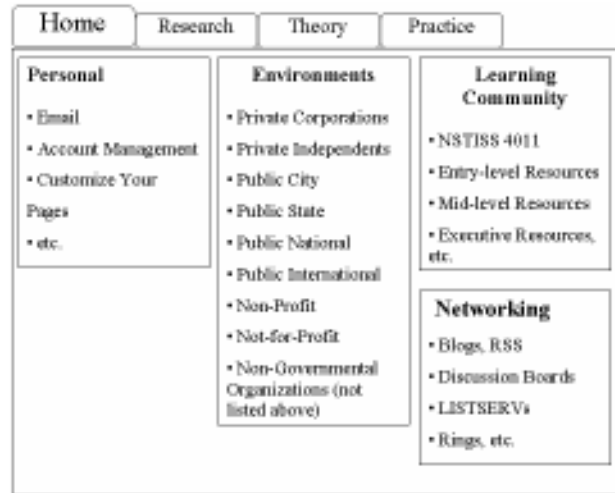 Home
Research
Theory
Practice
Personal
• Email
• Account Management
• Customize Your
Pages
• etc.
Environments
• Private Corporations
• Private Independents
• Public City
• Public State
• Public National
• Public International
• Non-Profit
• Not-for-Profit
• Non-Governmental
Organizations (not
listed above)
Learning
Community
• NSTISS 4011
• Entry-level Resources
• Mid-level Resources
• Executive Resources,
etc.
Networking
• Blogs, RSS
• Discussion Boards
• LISTSERVs
• Rings, etc.